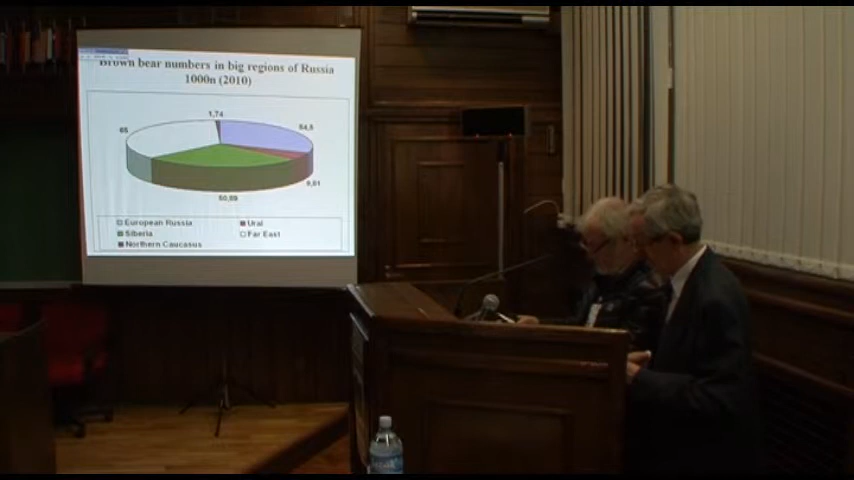 Brown bear numbers in big regions of Russia
1000n (2010)
1,74
65
54,5
9,61
50,89
European Russia
Ural
Siberia
Far East
Northern Caucasus